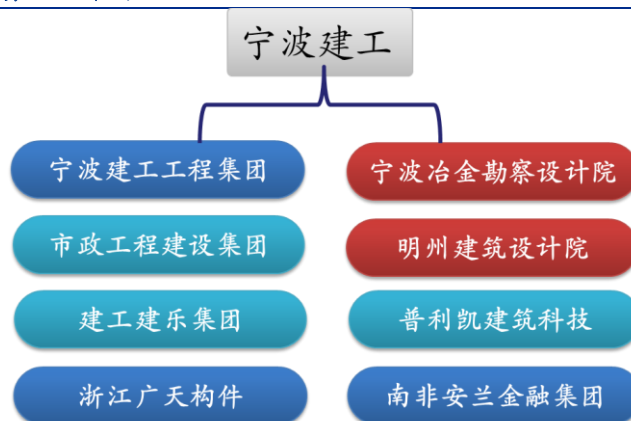 宁波建工
宁波建工工程集团
宁波冶金勘察设计院
市政工程建设集团
明州建筑设计院
建工建乐集团
普利凯建筑科技
浙江广天构件
南非安兰金融集团